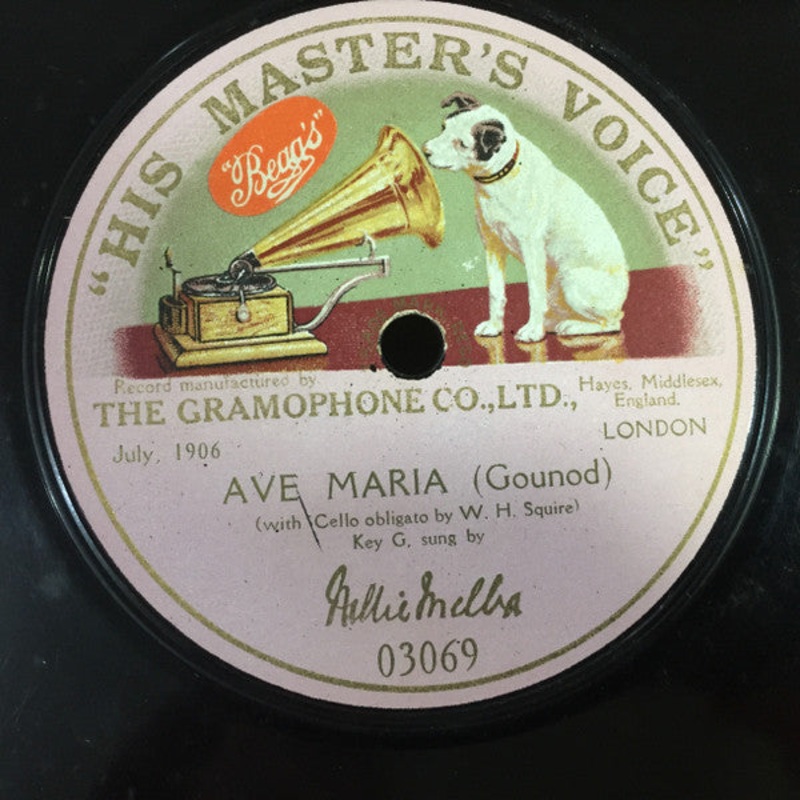 "HIS MASTER'S VOICE"
"Begg's"
Record manufactured by
THE GRAMOPHONE CO., LTD., Hayes, Middlesex, England.
LONDON
July, 1906
AVE MARIA (Gounod)
(with 'Cello obligato by W. H. Squire)
Key G, sung by
Nellie Melba
03069